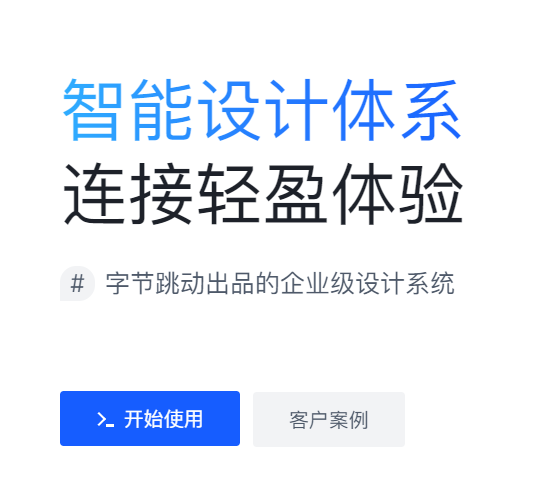 智能设计体系
连接轻盈体验
# 字节跳动出品的企业级设计系统
开始使用
客户案例